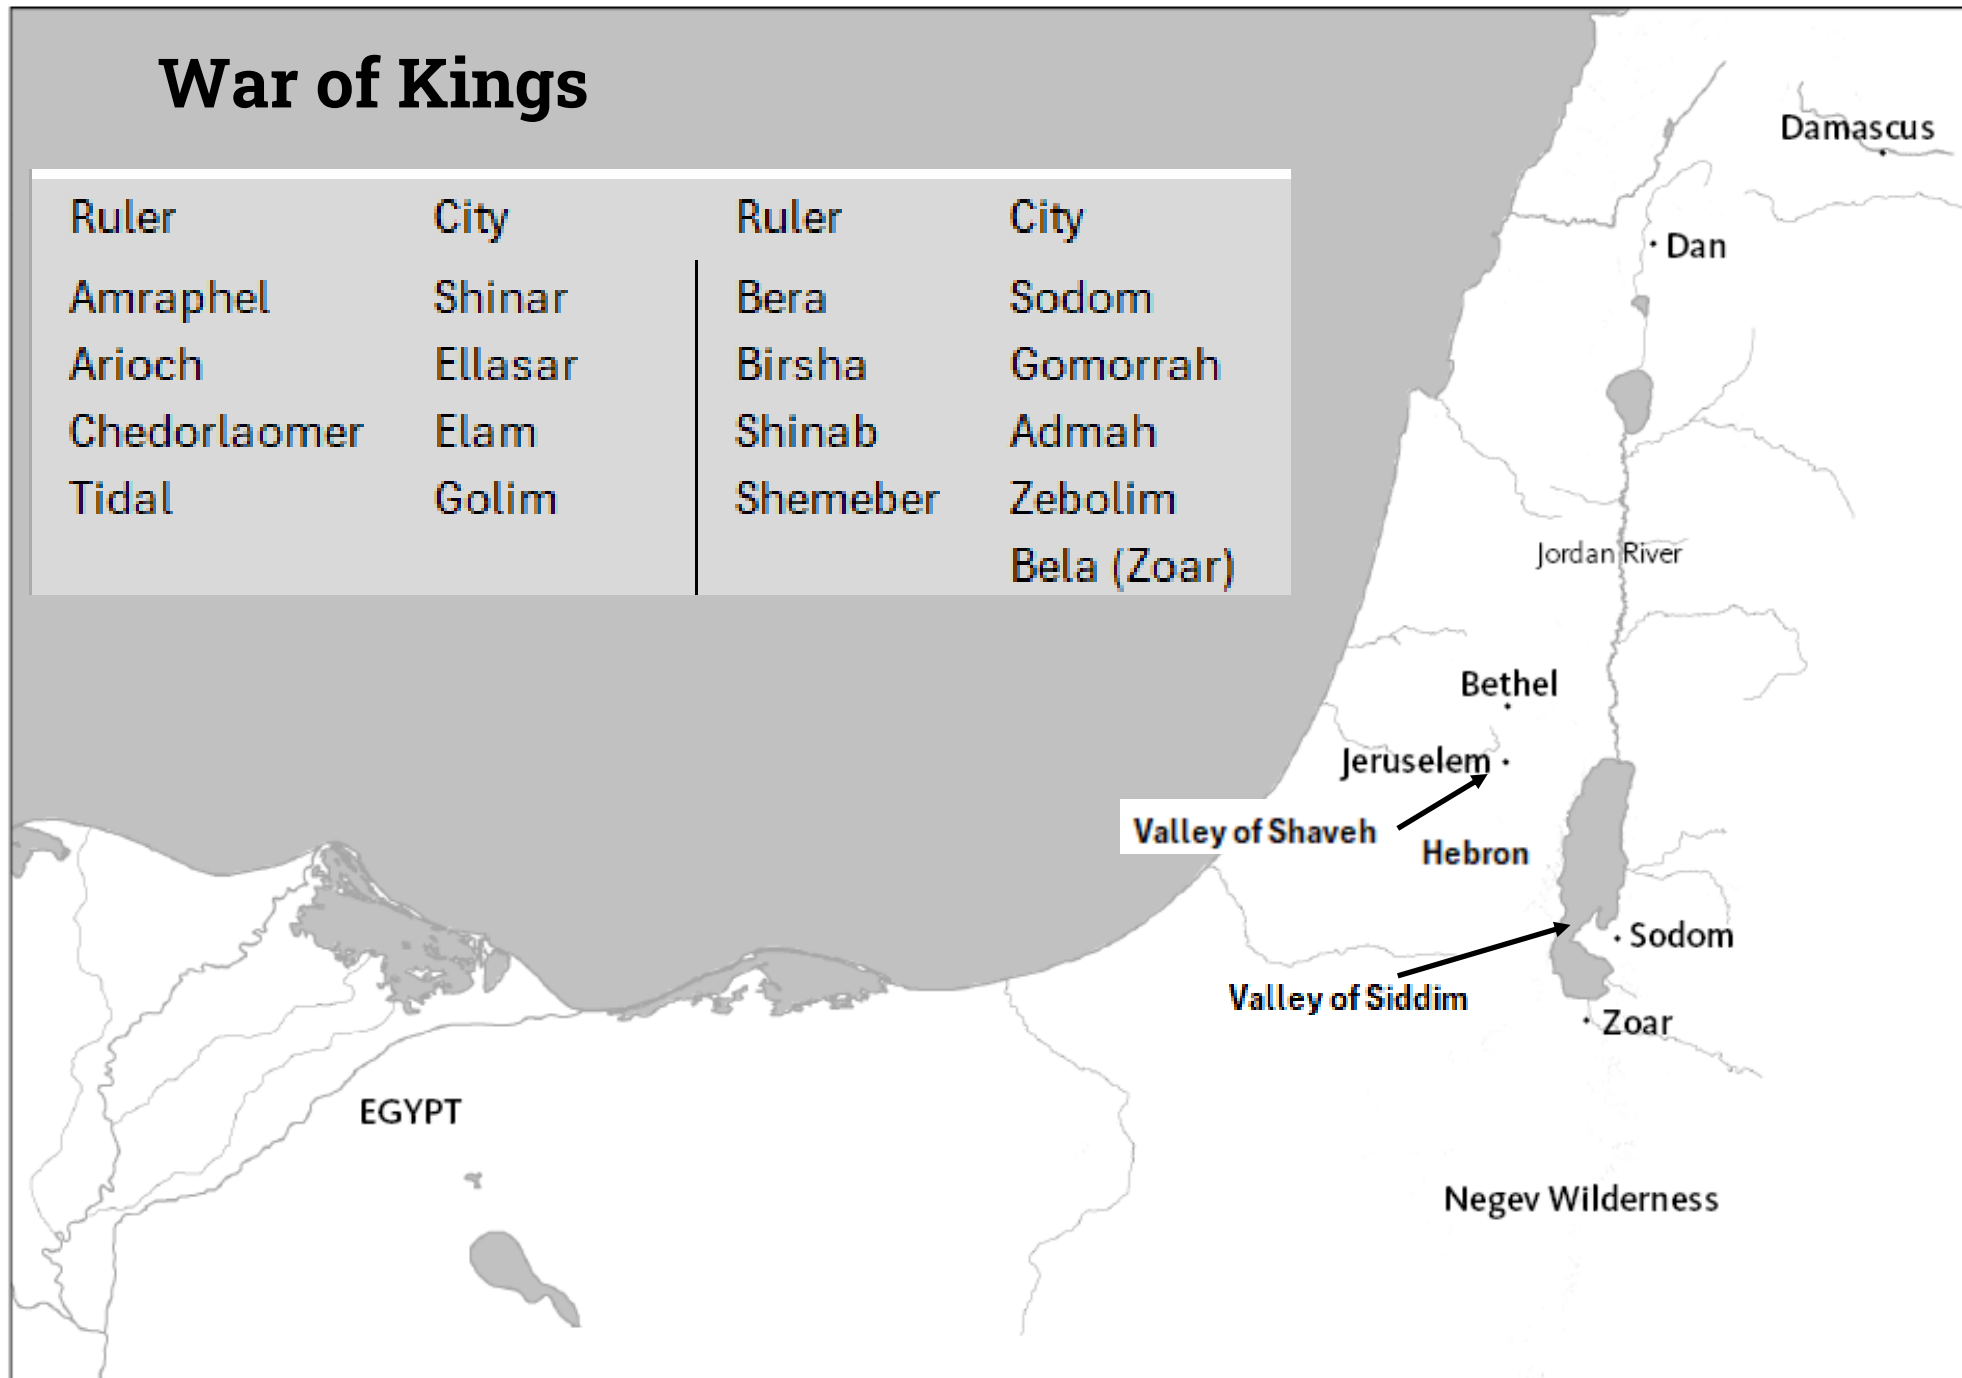 War of Kings
Ruler City Ruler City
Amraphel Shinar Bera Sodom
Arioch Ellasar Birsha Gomorrah
Chedorlaomer Elam Shinab Admah
Tidal Golim Shemeber Zebolim
Bela (Zoar)
Damascus
Dan
Jordan River
Bethel
Jeruselem
Valley of Shaveh
Hebron
Sodom
Valley of Siddim
Zoar
EGYPT
Negev Wilderness